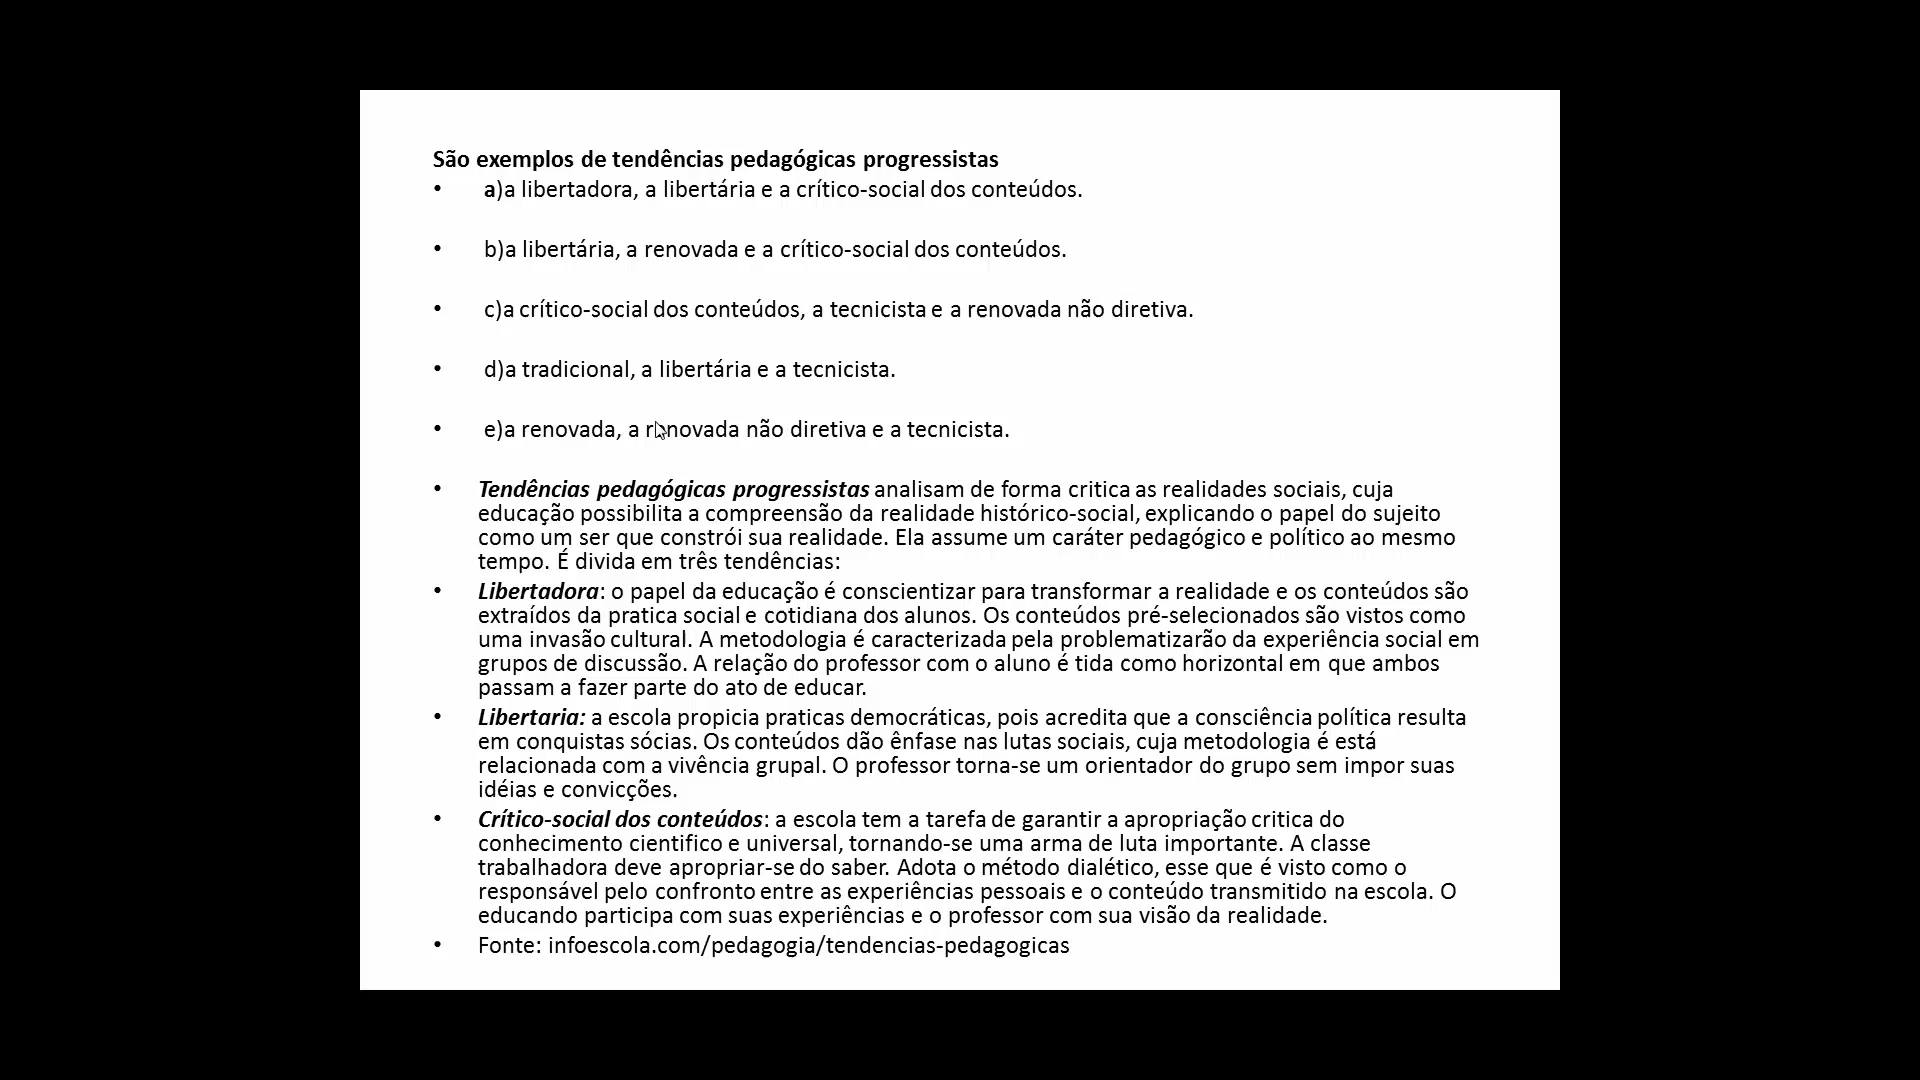 São exemplos de tendências pedagógicas progressistas
• a)a libertadora, a libertária e a crítico-social dos conteúdos.
• b)a libertária, a renovada e a crítico-social dos conteúdos.
• c)a crítico-social dos conteúdos, a tecnicista e a renovada não diretiva.
• d)a tradicional, a libertária e a tecnicista.
• e)a renovada, a renovada não diretiva e a tecnicista.
• Tendências pedagógicas progressistas analisam de forma critica as realidades sociais, cuja
educação possibilita a compreensão da realidade histórico-social, explicando o papel do sujeito
como um ser que constrói sua realidade. Ela assume um caráter pedagógico e político ao mesmo
tempo. É divida em três tendências:
• Libertadora: o papel da educação é conscientizar para transformar a realidade e os conteúdos são
extraídos da pratica social e cotidiana dos alunos. Os conteúdos pré-selecionados são vistos como
uma invasão cultural. A metodologia é caracterizada pela problematizarão da experiência social em
grupos de discussão. A relação do professor com o aluno é tida como horizontal em que ambos
passam a fazer parte do ato de educar.
• Libertaria: a escola propicia praticas democráticas, pois acredita que a consciência política resulta
em conquistas sócias. Os conteúdos dão ênfase nas lutas sociais, cuja metodologia é está
relacionada com a vivência grupal. O professor torna-se um orientador do grupo sem impor suas
idéias e convicções.
• Crítico-social dos conteúdos: a escola tem a tarefa de garantir a apropriação critica do
conhecimento cientifico e universal, tornando-se uma arma de luta importante. A classe
trabalhadora deve apropriar-se do saber. Adota o método dialético, esse que é visto como o
responsável pelo confronto entre as experiências pessoais e o conteúdo transmitido na escola. O
educando participa com suas experiências e o professor com sua visão da realidade.
• Fonte: infoescola.com/pedagogia/tendencias-pedagogicas